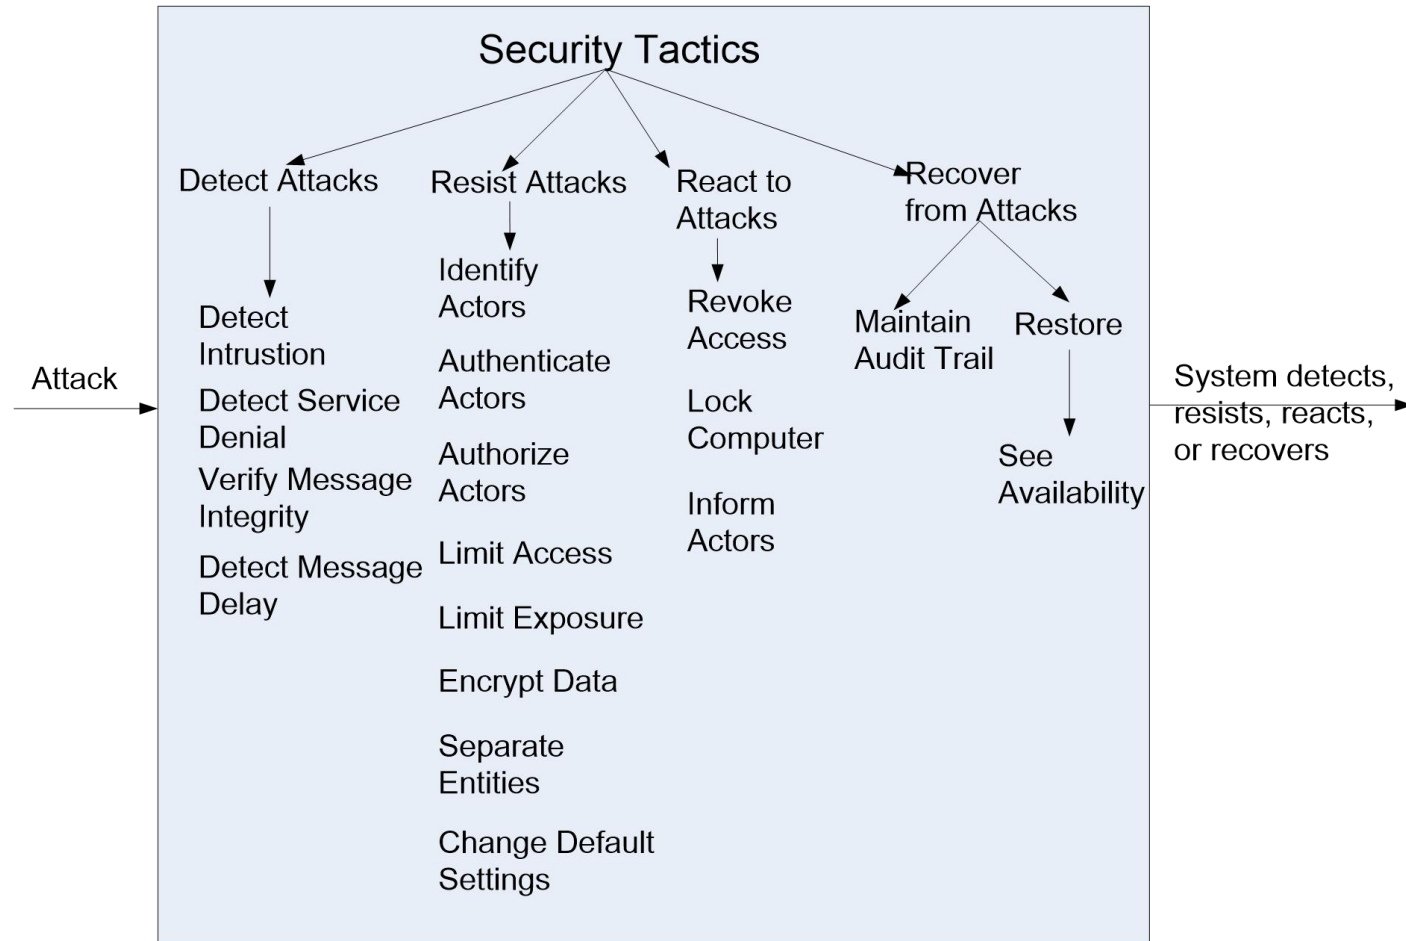 Security Tactics
Detect Attacks
Detect
Intrustion
Detect Service
Denial
Verify Message
Integrity
Detect Message
Delay
Resist Attacks
Identify
Actors
Authenticate
Actors
Authorize
Actors
Limit Access
Limit Exposure
Encrypt Data
Separate
Entities
Change Default
Settings
React to
Attacks
Revoke
Access
Lock
Computer
Inform
Actors
Recover
from Attacks
Maintain
Audit Trail
Restore
See
Availability
Attack
System detects,
resists, reacts,
or recovers